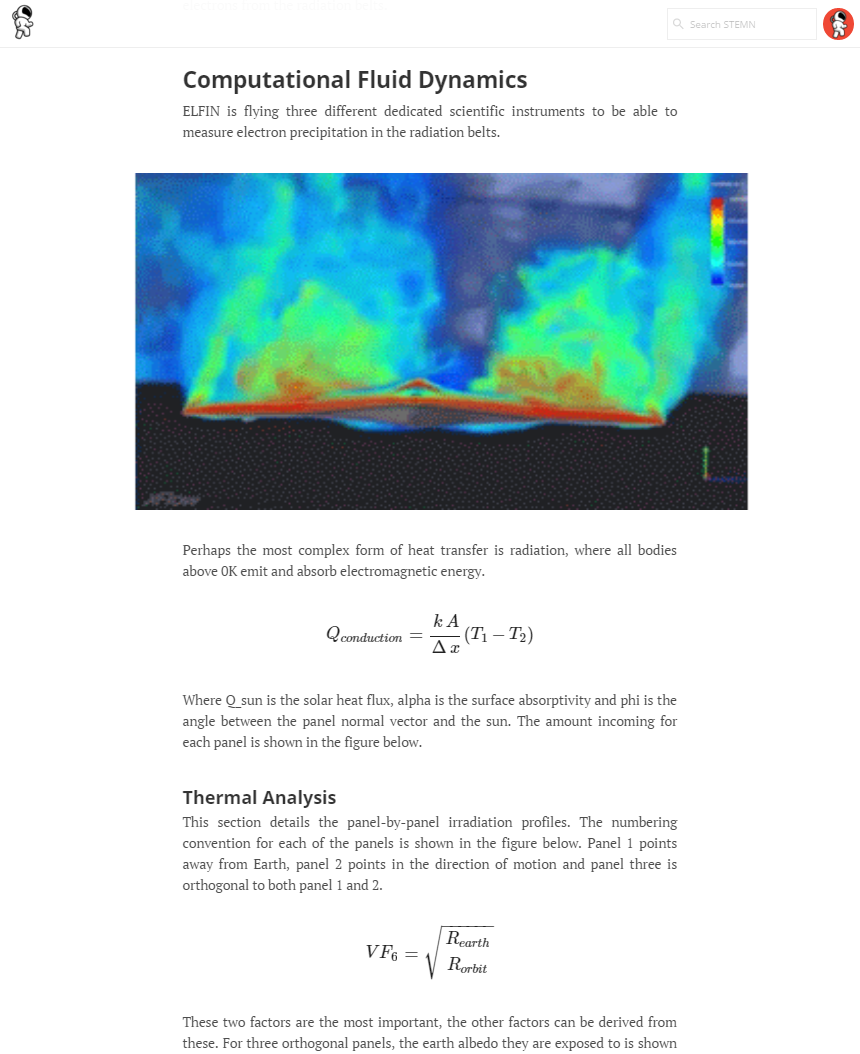 Search STEMN
Computational Fluid Dynamics
ELFIN is flying three different dedicated scientific instruments to be able to
measure electron precipitation in the radiation belts.
XFlow
Perhaps the most complex form of heat transfer is radiation, where all bodies
above 0K emit and absorb electromagnetic energy.
Q_{conduction} = \frac{k A}{\Delta x} (T_1 - T_2)
Where Q_sun is the solar heat flux, alpha is the surface absorptivity and phi is the
angle between the panel normal vector and the sun. The amount incoming for
each panel is shown in the figure below.
Thermal Analysis
This section details the panel-by-panel irradiation profiles. The numbering
convention for each of the panels is shown in the figure below. Panel 1 points
away from Earth, panel 2 points in the direction of motion and panel three is
orthogonal to both panel 1 and 2.
VF_6 = \sqrt{\begin{matrix} R_{earth} \\ R_{orbit} \end{matrix}}
These two factors are the most important, the other factors can be derived from
these. For three orthogonal panels, the earth albedo they are exposed to is shown